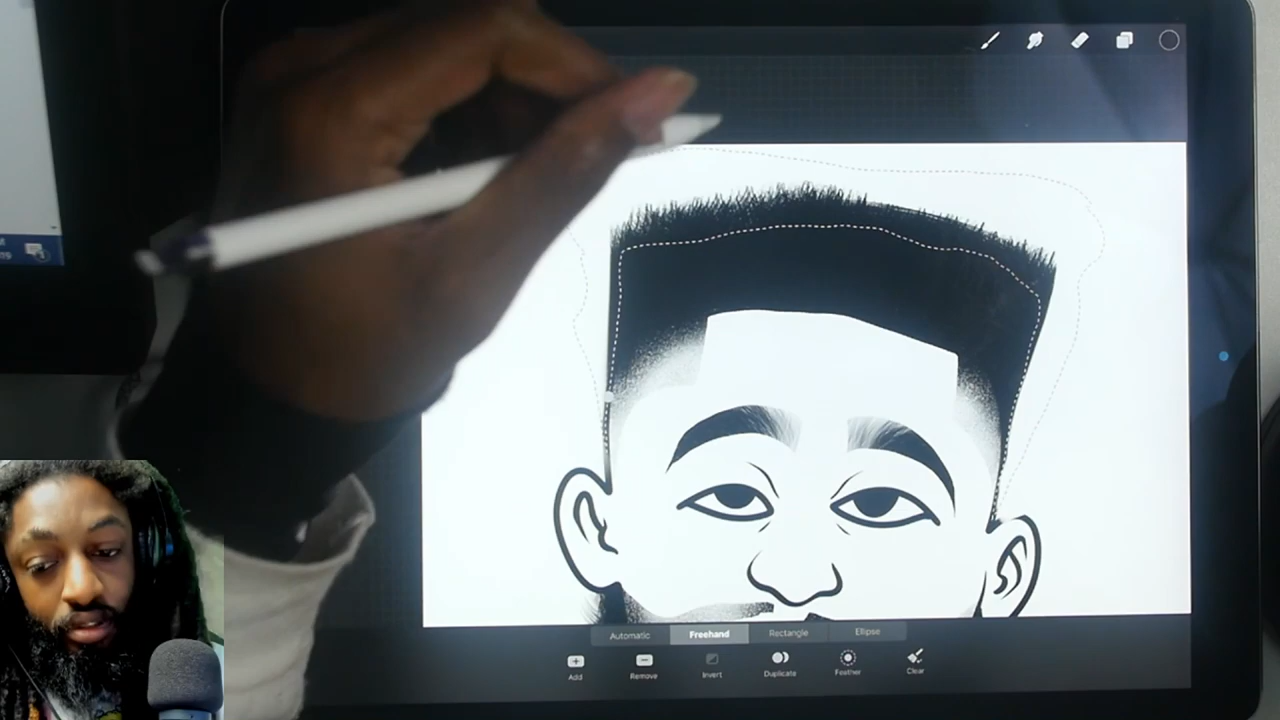 Automatic
Freehand
Rectangle
Ellipse
Add
Remove
Invert
Duplicate
Feather
Clear